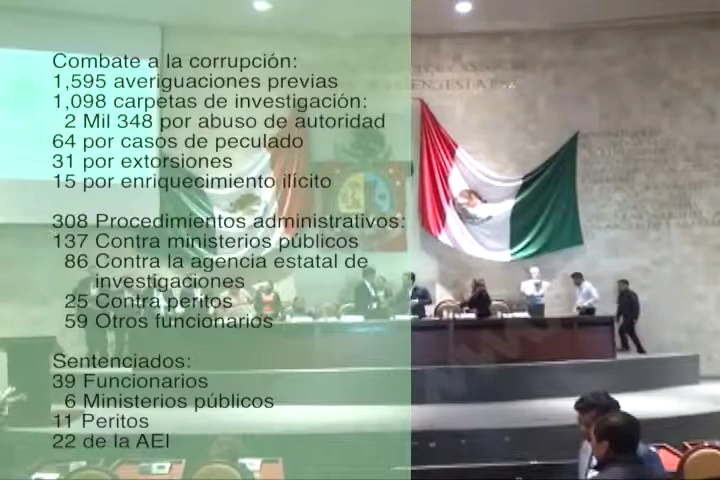 Combate a la corrupción:
1,595 averiguaciones previas
1,098 carpetas de investigación:
2 Mil 348 por abuso de autoridad
64 por casos de peculado
31 por extorsiones
15 por enriquecimiento ilícito
308 Procedimientos administrativos:
137 Contra ministerios públicos
86 Contra la agencia estatal de
investigaciones
25 Contra peritos
59 Otros funcionarios
Sentenciados:
39 Funcionarios
6 Ministerios públicos
11 Peritos
22 de la AEI